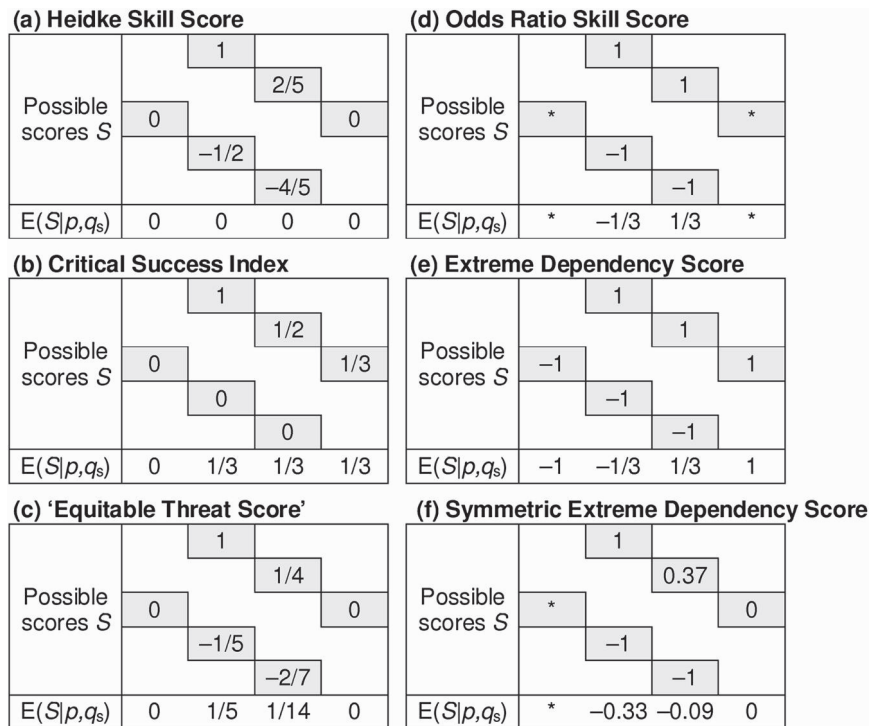 (a) Heidke Skill Score
1
2/5
Possible
scores S
0
0
–1/2
–4/5
E(S|p,qs)
0 0 0 0
(b) Critical Success Index
1
1/2
Possible
scores S
0
1/3
0
0
E(S|p,qs)
0 1/3 1/3 1/3
(c) ‘Equitable Threat Score’
1
1/4
Possible
scores S
0
0
–1/5
–2/7
E(S|p,qs)
0 1/5 1/14 0
(d) Odds Ratio Skill Score
1
1
Possible
scores S
*
*
–1
–1
E(S|p,qs)
* –1/3 1/3 *
(e) Extreme Dependency Score
1
1
Possible
scores S
–1
1
–1
–1
E(S|p,qs)
–1 –1/3 1/3 1
(f) Symmetric Extreme Dependency Score
1
0.37
Possible
scores S
*
0
–1
–1
E(S|p,qs)
* –0.33 –0.09 0